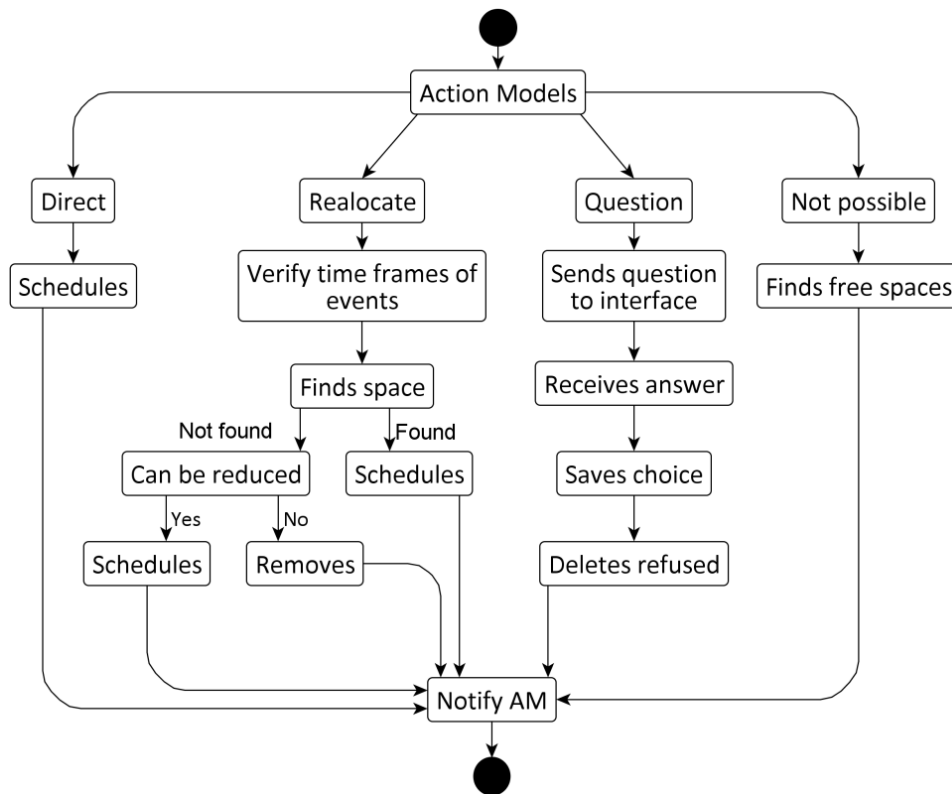 Action Models
Direct
Realocate
Question
Not possible
Schedules
Verify time frames of
events
Sends question
to interface
Finds free spaces
Finds space
Receives answer
Not found
Found
Can be reduced
Schedules
Saves choice
Yes
No
Schedules
Removes
Deletes refused
Notify AM